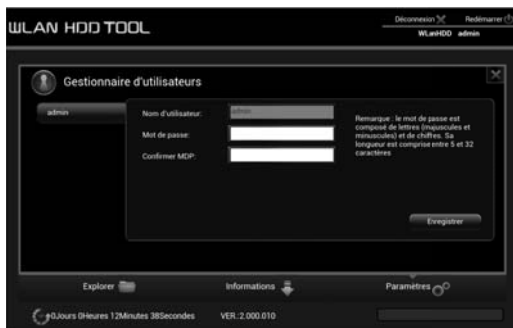 WLAN HDD TOOL
Déconnexion Redémarrer
WLanHDD admin
Gestionnaire d'utilisateurs
admin
Nom d'utilisateur: admin
Mot de passe:
Confirmer MDP:
Remarque : le mot de passe est
composé de lettres (majuscules et
minuscules) et de chiffres. Sa
longueur est comprise entre 5 et 32
caractères
Enregistrer
Explorer Informations Paramètres
0Jours 0Heures 12Minutes 38Secondes VER.:2.000.010